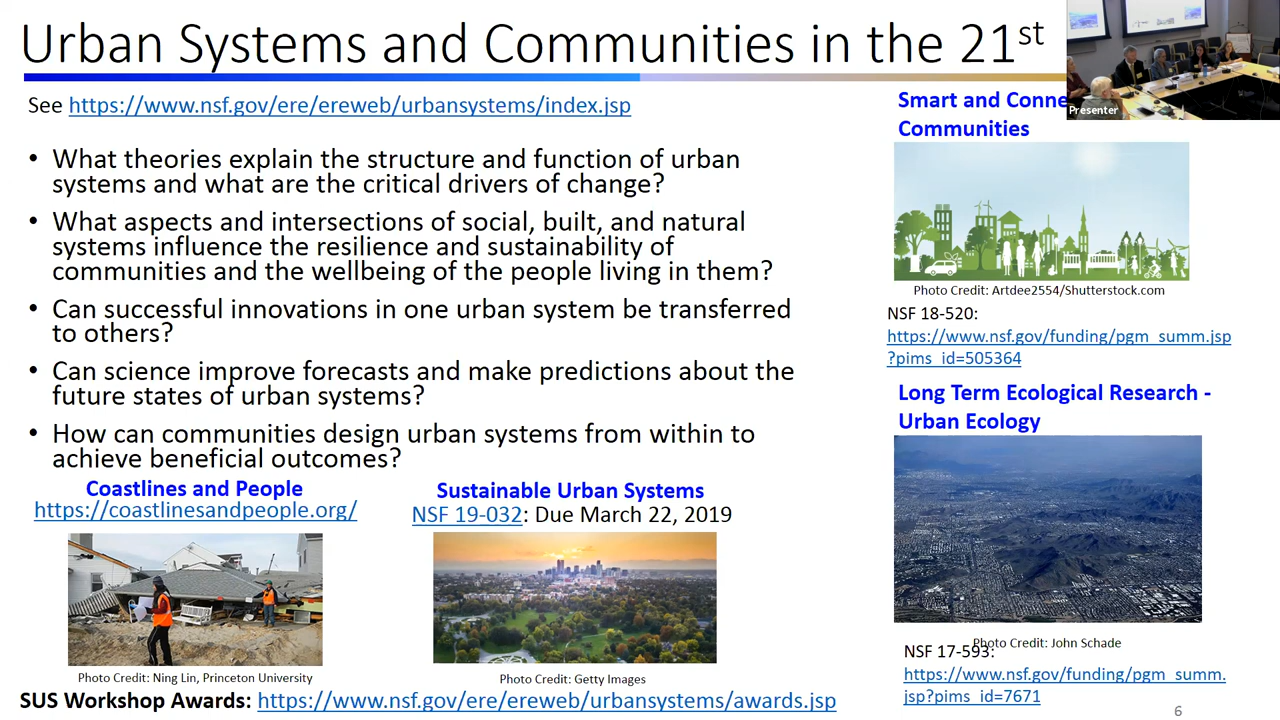 Urban Systems and Communities in the 21st
See https://www.nsf.gov/ere/ereweb/urbansystems/index.jsp
• What theories explain the structure and function of urban
systems and what are the critical drivers of change?
• What aspects and intersections of social, built, and natural
systems influence the resilience and sustainability of
communities and the wellbeing of the people living in them?
• Can successful innovations in one urban system be transferred
to others?
• Can science improve forecasts and make predictions about the
future states of urban systems?
• How can communities design urban systems from within to
achieve beneficial outcomes?
Coastlines and People
https://coastlinesandpeople.org/
Photo Credit: Ning Lin, Princeton University
Sustainable Urban Systems
NSF 19-032: Due March 22, 2019
Photo Credit: Getty Images
SUS Workshop Awards: https://www.nsf.gov/ere/ereweb/urbansystems/awards.jsp
Presenter
Smart and Conne
Communities
Photo Credit: Artdee2554/Shutterstock.com
NSF 18-520:
https://www.nsf.gov/funding/pgm_summ.jsp
?pims_id=505364
Long Term Ecological Research -
Urban Ecology
Photo Credit: John Schade
NSF 17-593:
https://www.nsf.gov/funding/pgm_summ.
jsp?pims_id=7671
6